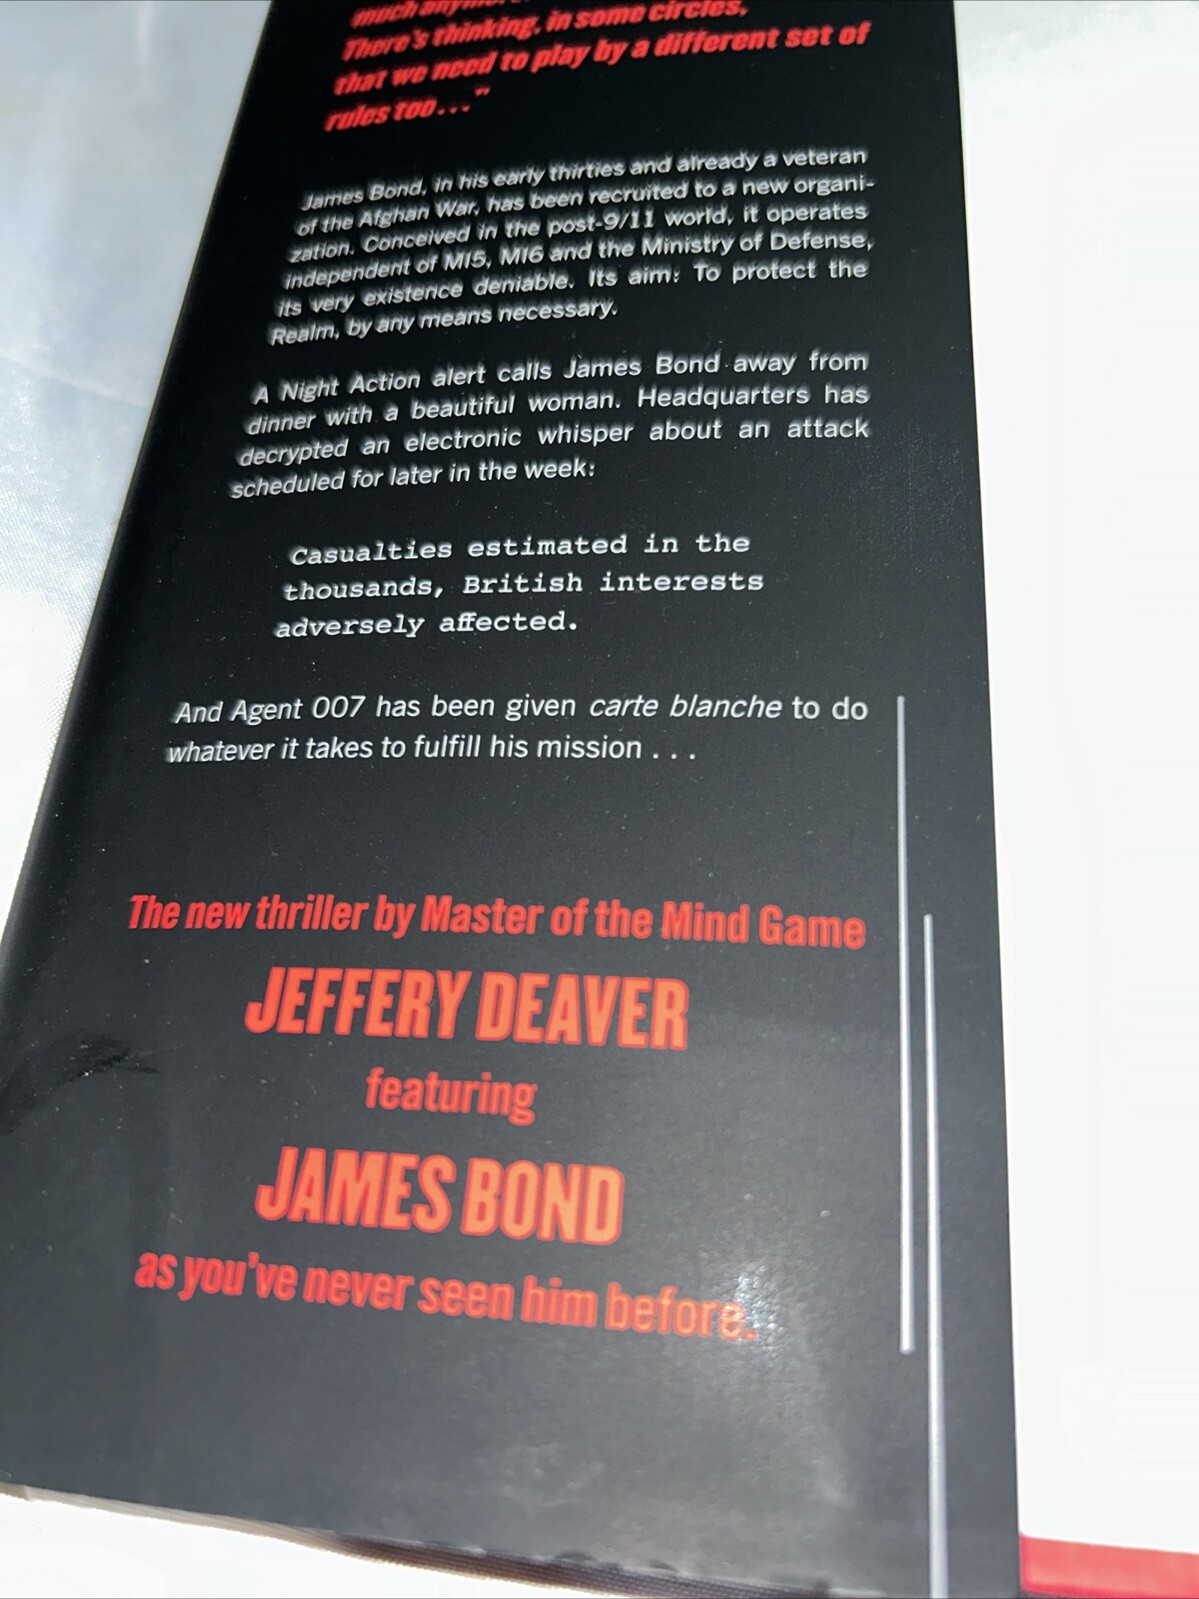 much
There's thinking, in some circles,
that we need to play by a different set of
rules too..."
James Bond, in his early thirties and already a veteran
of the Afghan War, has been recruited to a new organi-
zation. Conceived in the post-9/11 world, it operates
independent of MI5, MI6 and the Ministry of Defense,
its very existence deniable. Its aim: To protect the
Realm, by any means necessary.
A Night Action alert calls James Bond away from
dinner with a beautiful woman. Headquarters has
decrypted an electronic whisper about an attack
scheduled for later in the week:
Casualties estimated in the
thousands, British interests
adversely affected.
And Agent 007 has been given carte blanche to do
whatever it takes to fulfill his mission . . .
The new thriller by Master of the Mind Game
JEFFERY DEAVER
featuring
JAMES BOND
as you've never seen him before.